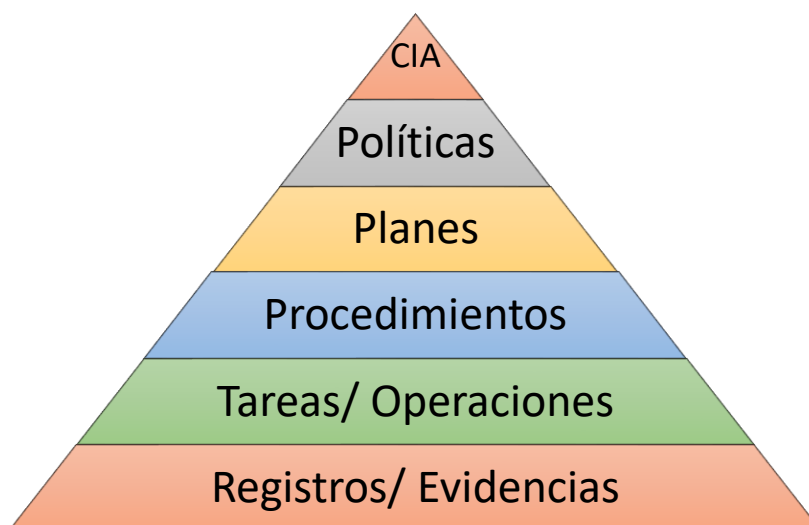 CIA
Políticas
Planes
Procedimientos
Tareas/ Operaciones
Registros/ Evidencias